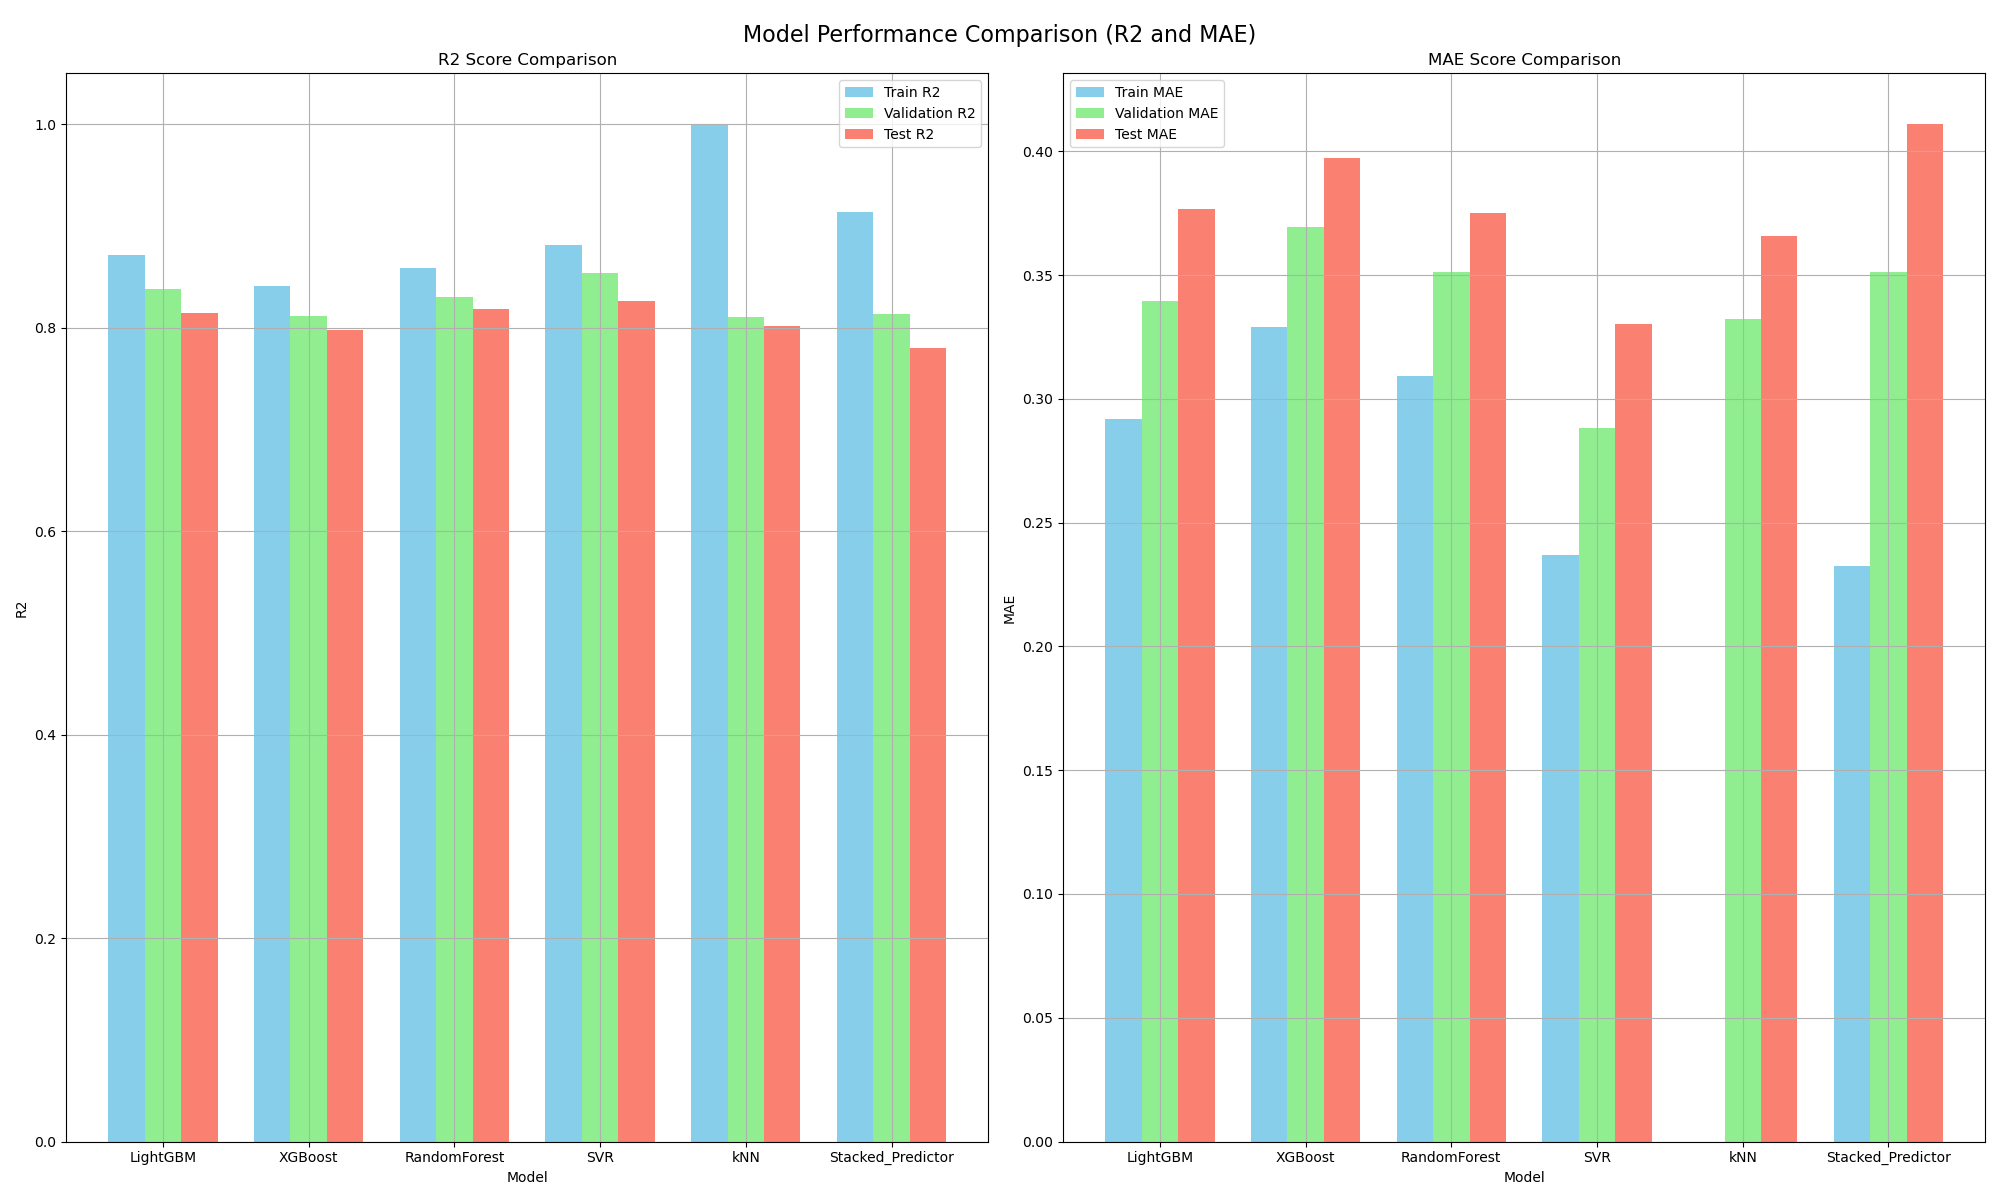 Model Performance Comparison (R2 and MAE)
R2 Score Comparison
Train R2
Validation R2
Test R2
1.0
0.8
0.6
0.4
0.2
0.0
R2
LightGBM XGBoost RandomForest SVR kNN Stacked_Predictor
Model
MAE Score Comparison
Train MAE
Validation MAE
Test MAE
0.40
0.35
0.30
0.25
0.20
0.15
0.10
0.05
0.00
MAE
LightGBM XGBoost RandomForest SVR kNN Stacked_Predictor
Model